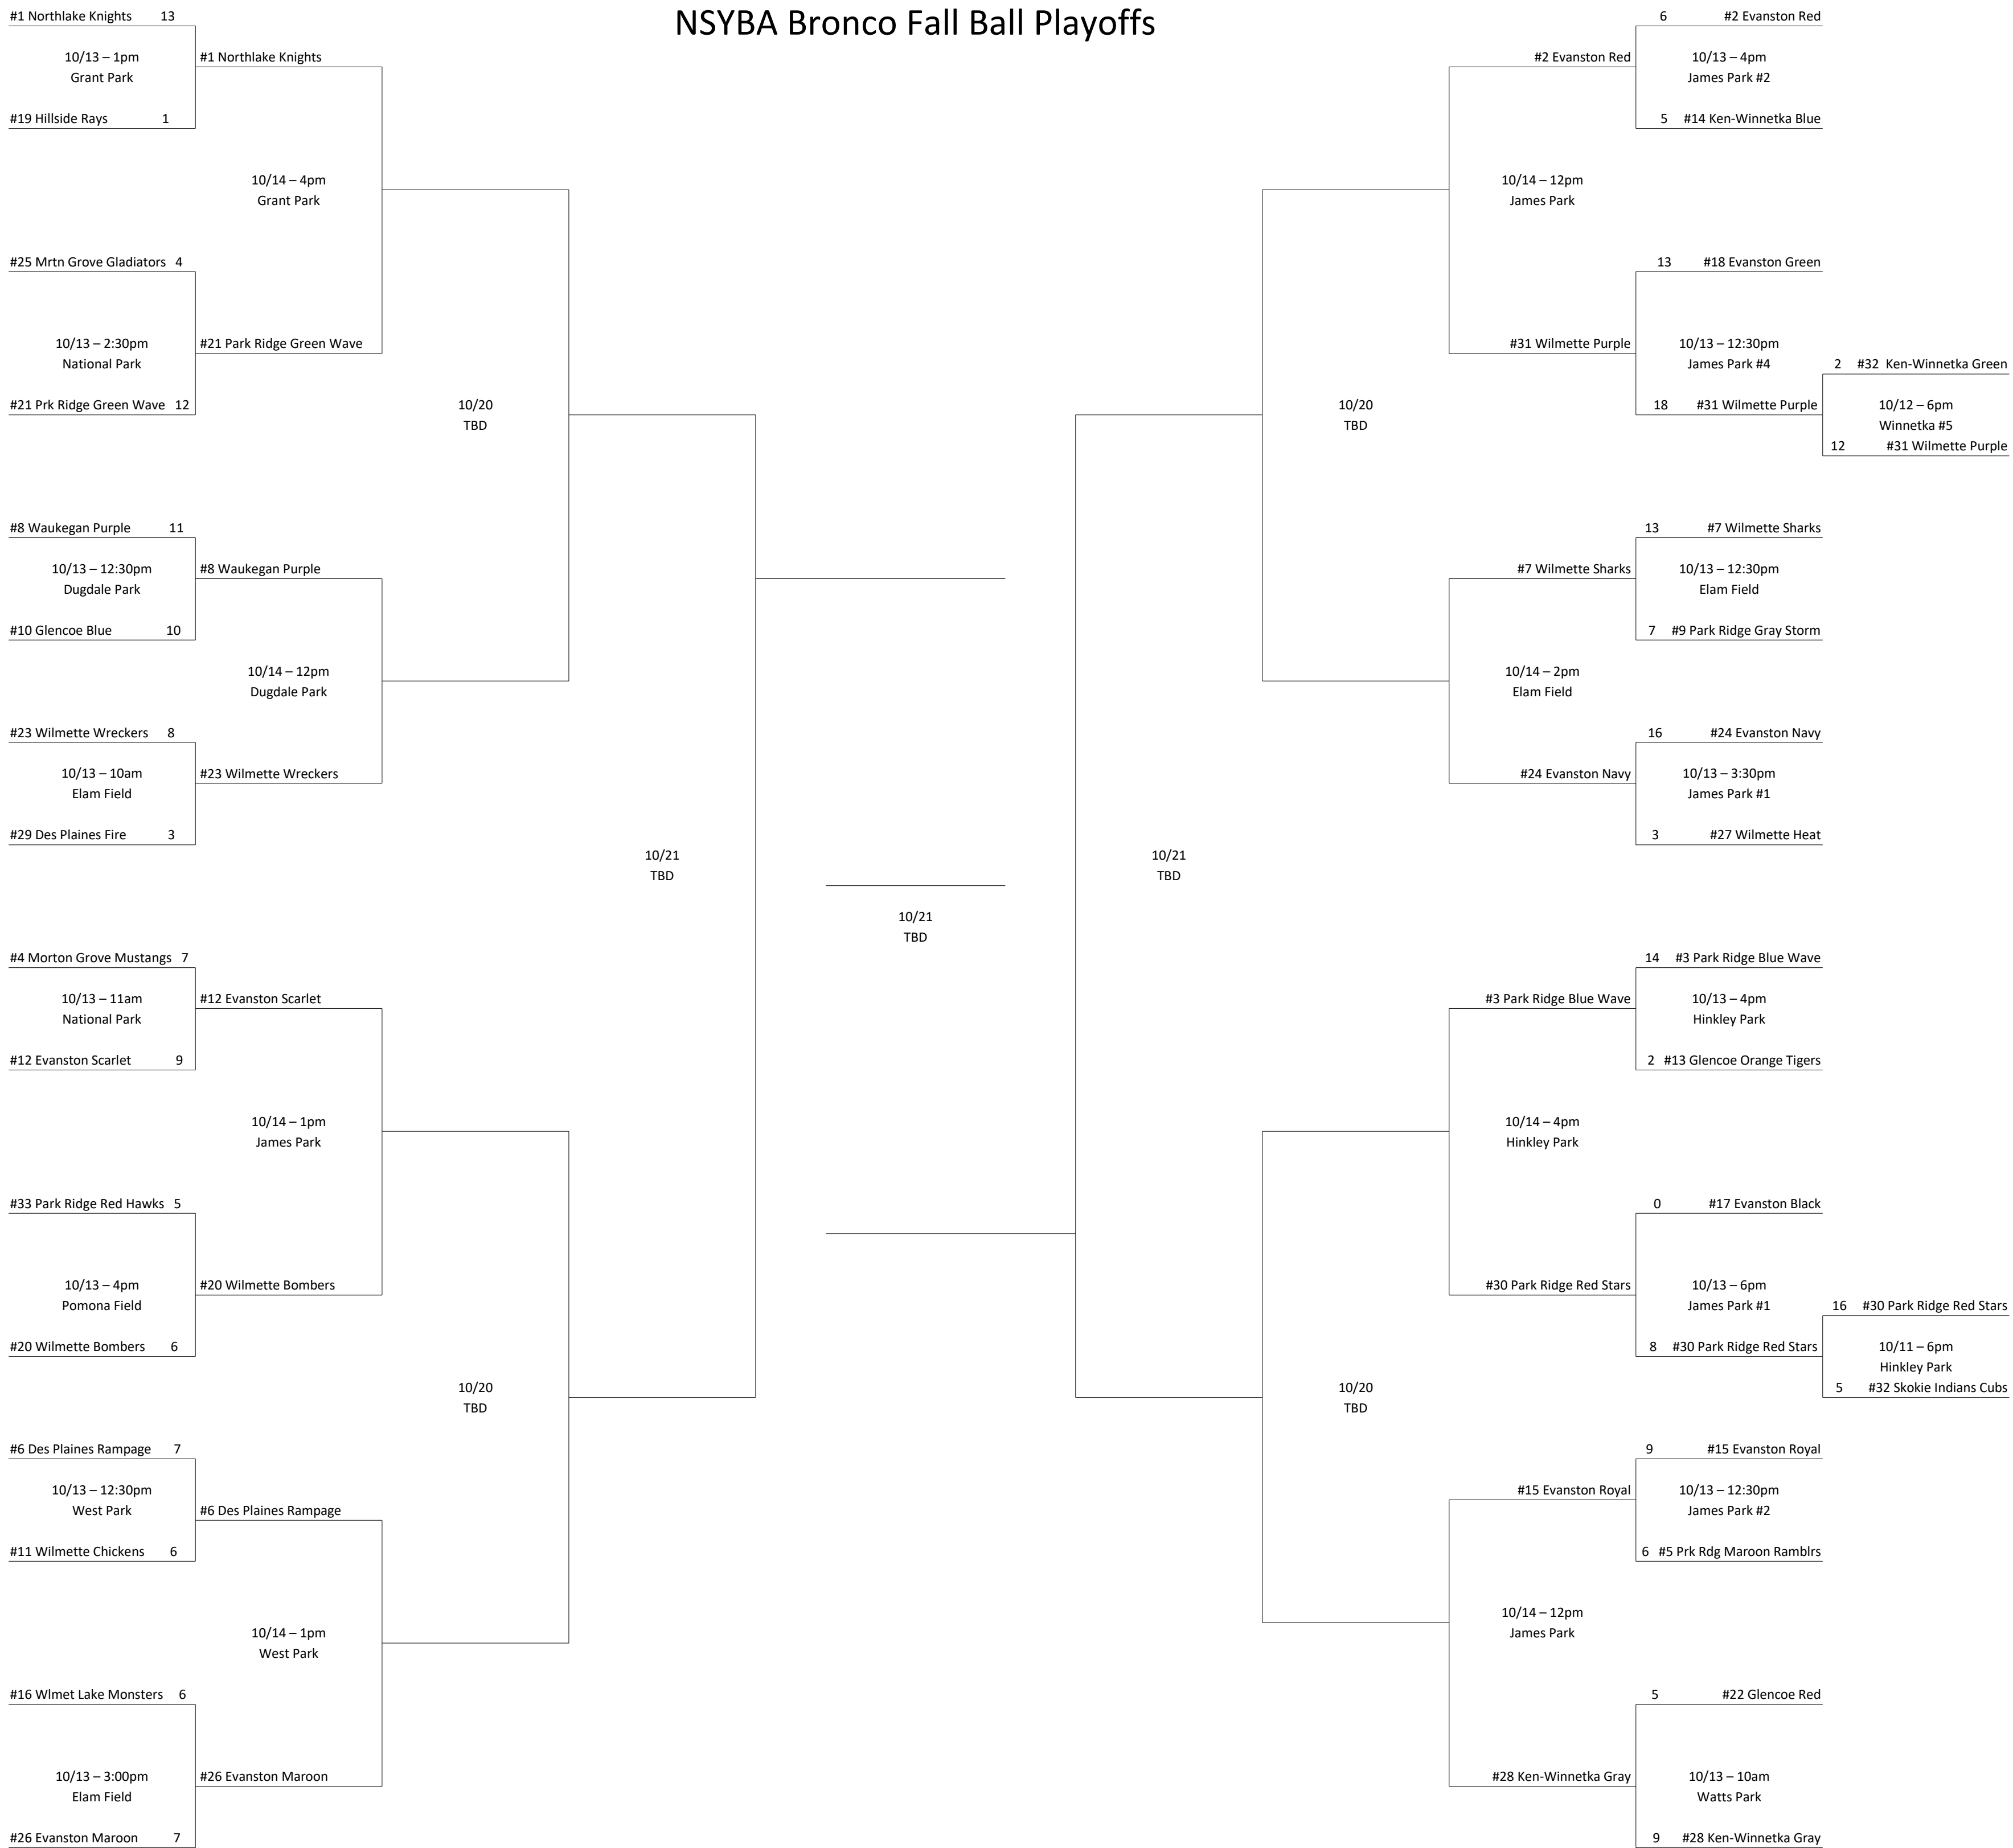 NSYBA Bronco Fall Ball Playoffs
#1 Northlake Knights 13
10/13 – 1pm
Grant Park
#19 Hillside Rays 1
#1 Northlake Knights
10/14 – 4pm
Grant Park
#25 Mrtn Grove Gladiators 4
10/13 – 2:30pm
National Park
#21 Prk Ridge Green Wave 12
#21 Park Ridge Green Wave
10/20
TBD
#8 Waukegan Purple 11
10/13 – 12:30pm
Dugdale Park
#10 Glencoe Blue 10
#8 Waukegan Purple
10/14 – 12pm
Dugdale Park
#23 Wilmette Wreckers 8
10/13 – 10am
Elam Field
#29 Des Plaines Fire 3
#23 Wilmette Wreckers
10/21
TBD
#4 Morton Grove Mustangs 7
10/13 – 11am
National Park
#12 Evanston Scarlet 9
#12 Evanston Scarlet
10/14 – 1pm
James Park
#33 Park Ridge Red Hawks 5
10/13 – 4pm
Pomona Field
#20 Wilmette Bombers 6
#20 Wilmette Bombers
10/20
TBD
#6 Des Plaines Rampage 7
10/13 – 12:30pm
West Park
#11 Wilmette Chickens 6
#6 Des Plaines Rampage
10/14 – 1pm
West Park
#16 Wlmet Lake Monsters 6
10/13 – 3:00pm
Elam Field
#26 Evanston Maroon 7
#26 Evanston Maroon
10/21
TBD
6 #2 Evanston Red
10/13 – 4pm
James Park #2
5 #14 Ken-Winnetka Blue
#2 Evanston Red
10/14 – 12pm
James Park
13 #18 Evanston Green
10/13 – 12:30pm
James Park #4
18 #31 Wilmette Purple
#31 Wilmette Purple
2 #32 Ken-Winnetka Green
10/12 – 6pm
Winnetka #5
12 #31 Wilmette Purple
10/20
TBD
13 #7 Wilmette Sharks
10/13 – 12:30pm
Elam Field
7 #9 Park Ridge Gray Storm
#7 Wilmette Sharks
10/14 – 2pm
Elam Field
16 #24 Evanston Navy
10/13 – 3:30pm
James Park #1
3 #27 Wilmette Heat
#24 Evanston Navy
10/21
TBD
14 #3 Park Ridge Blue Wave
10/13 – 4pm
Hinkley Park
2 #13 Glencoe Orange Tigers
#3 Park Ridge Blue Wave
10/14 – 4pm
Hinkley Park
0 #17 Evanston Black
10/13 – 6pm
James Park #1
8 #30 Park Ridge Red Stars
#30 Park Ridge Red Stars
16 #30 Park Ridge Red Stars
10/11 – 6pm
Hinkley Park
5 #32 Skokie Indians Cubs
10/20
TBD
9 #15 Evanston Royal
10/13 – 12:30pm
James Park #2
6 #5 Prk Rdg Maroon Ramblrs
#15 Evanston Royal
10/14 – 12pm
James Park
5 #22 Glencoe Red
10/13 – 10am
Watts Park
9 #28 Ken-Winnetka Gray
#28 Ken-Winnetka Gray